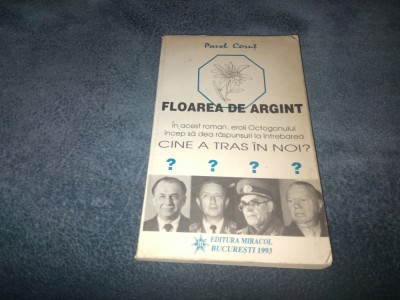 Pavel Coruț
FLOAREA DE ARGINT
În acest roman, eroii Octogonului
încep să dea răspunsuri la întrebarea
CINE A TRAS ÎN NOI?
? ? ? ?
EDITURA MIRACOL
BUCUREȘTI 1993